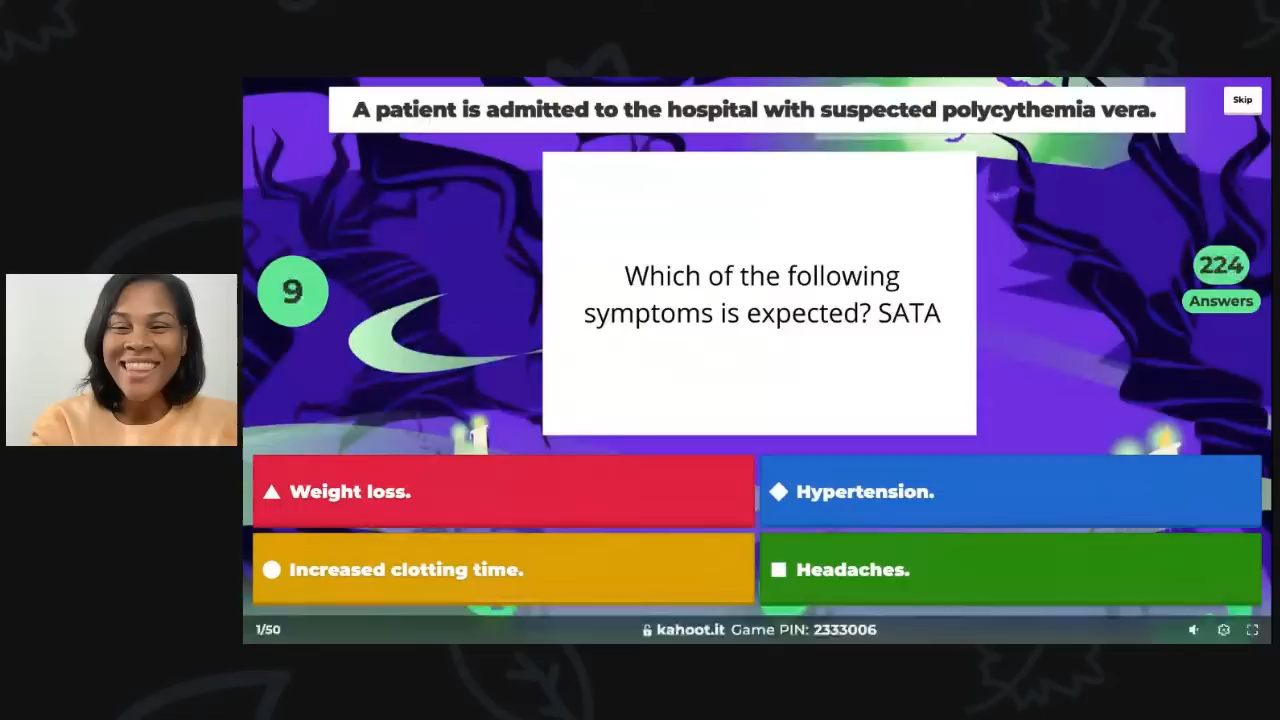 A patient is admitted to the hospital with suspected polycythemia vera.
Skip
Which of the following
symptoms is expected? SATA
9
224
Answers
Weight loss.
Hypertension.
Increased clotting time.
Headaches.
1/50
kahoot.it Game PIN: 2333006